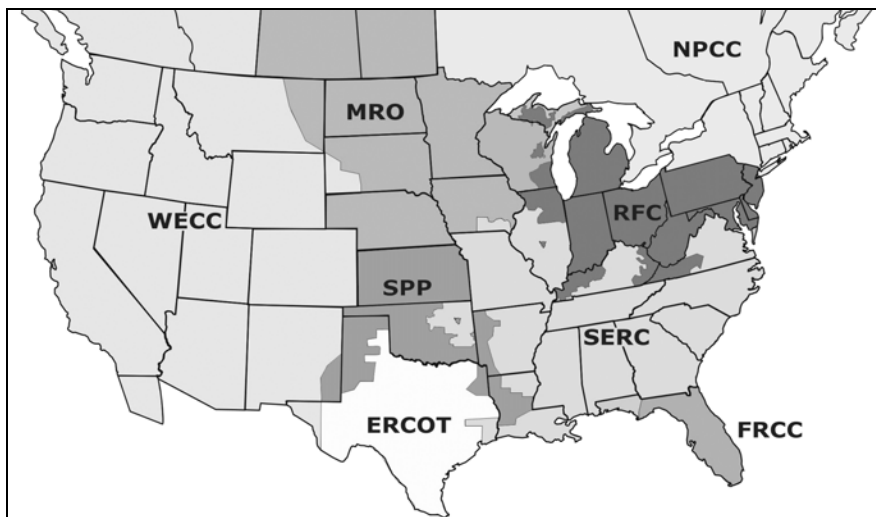 NPCC
MRO
WECC
RFC
SPP
SERC
ERCOT
FRCC